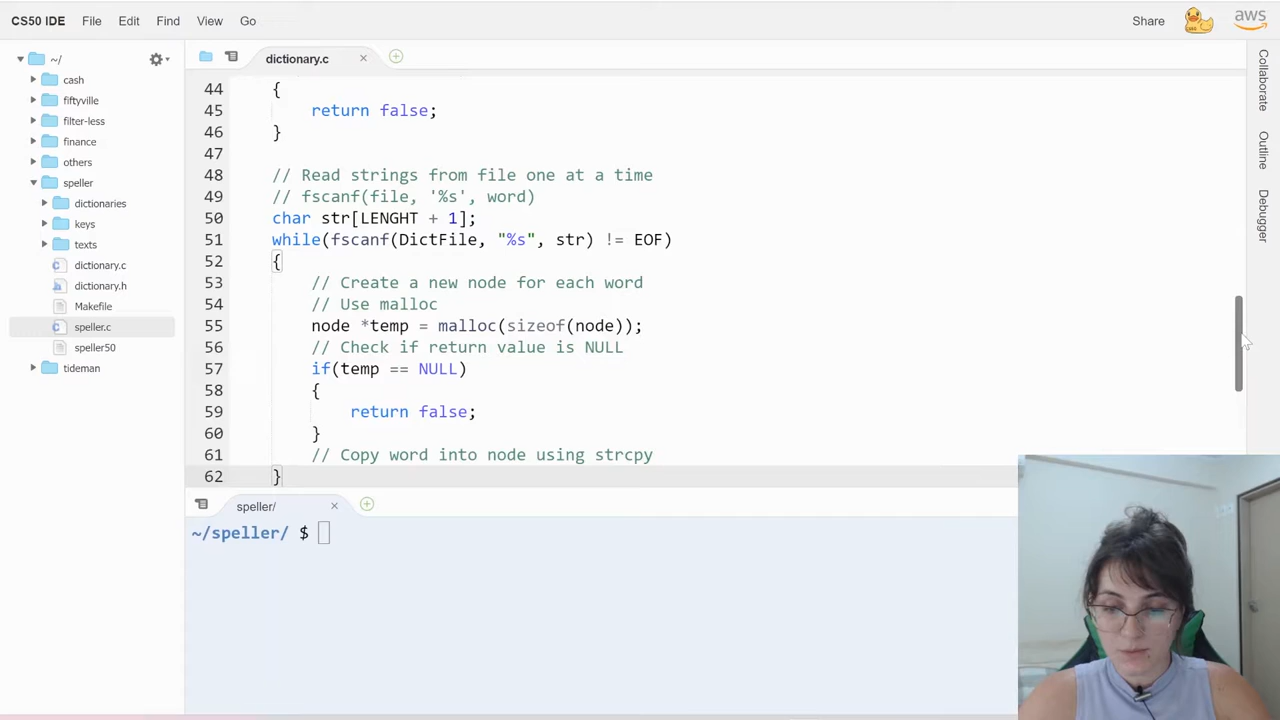 CS50 IDE File Edit Find View Go Share aws
~/
cash
fiftyville
filter-less
finance
others
speller
dictionaries
keys
texts
dictionary.c
dictionary.h
Makefile
speller.c
speller50
tideman
dictionary.c
44 {
45 return false;
46 }
47
48 // Read strings from file one at a time
49 // fscanf(file, '%s', word)
50 char str[LENGHT + 1];
51 while(fscanf(DictFile, "%s", str) != EOF)
52 {
53 // Create a new node for each word
54 // Use malloc
55 node *temp = malloc(sizeof(node));
56 // Check if return value is NULL
57 if(temp == NULL)
58 {
59 return false;
60 }
61 // Copy word into node using strcpy
62 }
speller/
~/speller/ $
Collaborate
Outline
Debugger